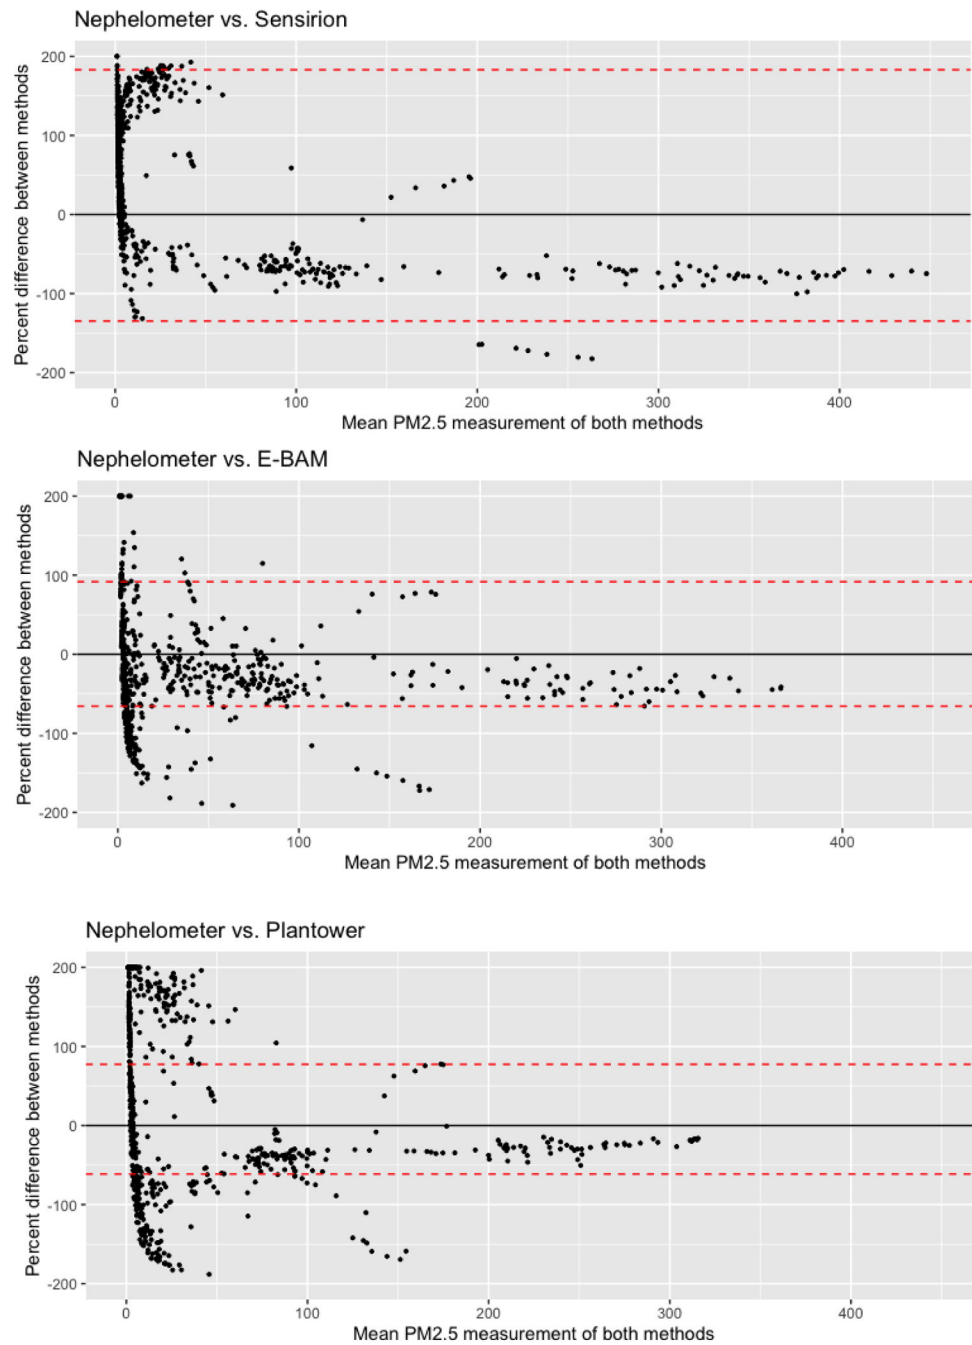 Nephelometer vs. Sensirion
Percent difference between methods
200
100
0
-100
-200
0 100 200 300 400
Mean PM2.5 measurement of both methods
Nephelometer vs. E-BAM
Percent difference between methods
200
100
0
-100
-200
0 100 200 300 400
Mean PM2.5 measurement of both methods
Nephelometer vs. Plantower
Percent difference between methods
200
100
0
-100
-200
0 100 200 300 400
Mean PM2.5 measurement of both methods